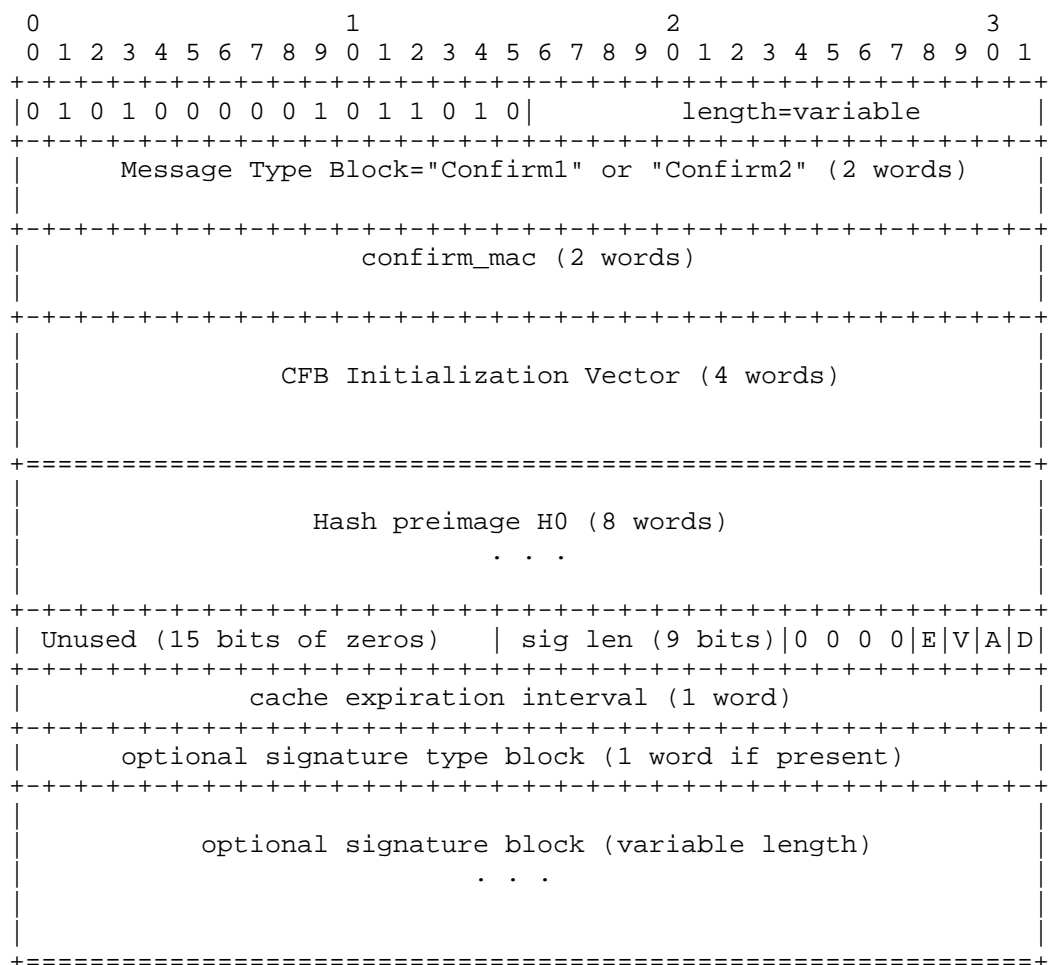 0                   1                   2                   3
 0 1 2 3 4 5 6 7 8 9 0 1 2 3 4 5 6 7 8 9 0 1 2 3 4 5 6 7 8 9 0 1
+-+-+-+-+-+-+-+-+-+-+-+-+-+-+-+-+-+-+-+-+-+-+-+-+-+-+-+-+-+-+-+-+
|0 1 0 1 0 0 0 0 0 1 0 1 1 0 1 0|         length=variable       |
+-+-+-+-+-+-+-+-+-+-+-+-+-+-+-+-+-+-+-+-+-+-+-+-+-+-+-+-+-+-+-+-+
|      Message Type Block="Confirm1" or "Confirm2" (2 words)    |
|                                                               |
+-+-+-+-+-+-+-+-+-+-+-+-+-+-+-+-+-+-+-+-+-+-+-+-+-+-+-+-+-+-+-+-+
|                     confirm_mac (2 words)                     |
|                                                               |
+-+-+-+-+-+-+-+-+-+-+-+-+-+-+-+-+-+-+-+-+-+-+-+-+-+-+-+-+-+-+-+-+
|                                                               |
|                CFB Initialization Vector (4 words)            |
|                                                               |
|                                                               |
+===============================================================+
|                                                               |
|                  Hash preimage H0 (8 words)                   |
|                             . . .                             |
|                                                               |
+-+-+-+-+-+-+-+-+-+-+-+-+-+-+-+-+-+-+-+-+-+-+-+-+-+-+-+-+-+-+-+-+
| Unused (15 bits of zeros)   | sig len (9 bits)|0 0 0 0|E|V|A|D|
+-+-+-+-+-+-+-+-+-+-+-+-+-+-+-+-+-+-+-+-+-+-+-+-+-+-+-+-+-+-+-+-+
|              cache expiration interval (1 word)               |
+-+-+-+-+-+-+-+-+-+-+-+-+-+-+-+-+-+-+-+-+-+-+-+-+-+-+-+-+-+-+-+-+
|      optional signature type block (1 word if present)        |
+-+-+-+-+-+-+-+-+-+-+-+-+-+-+-+-+-+-+-+-+-+-+-+-+-+-+-+-+-+-+-+-+
|                                                               |
|           optional signature block (variable length)          |
|                            . . .                              |
|                                                               |
|                                                               |
+===============================================================+